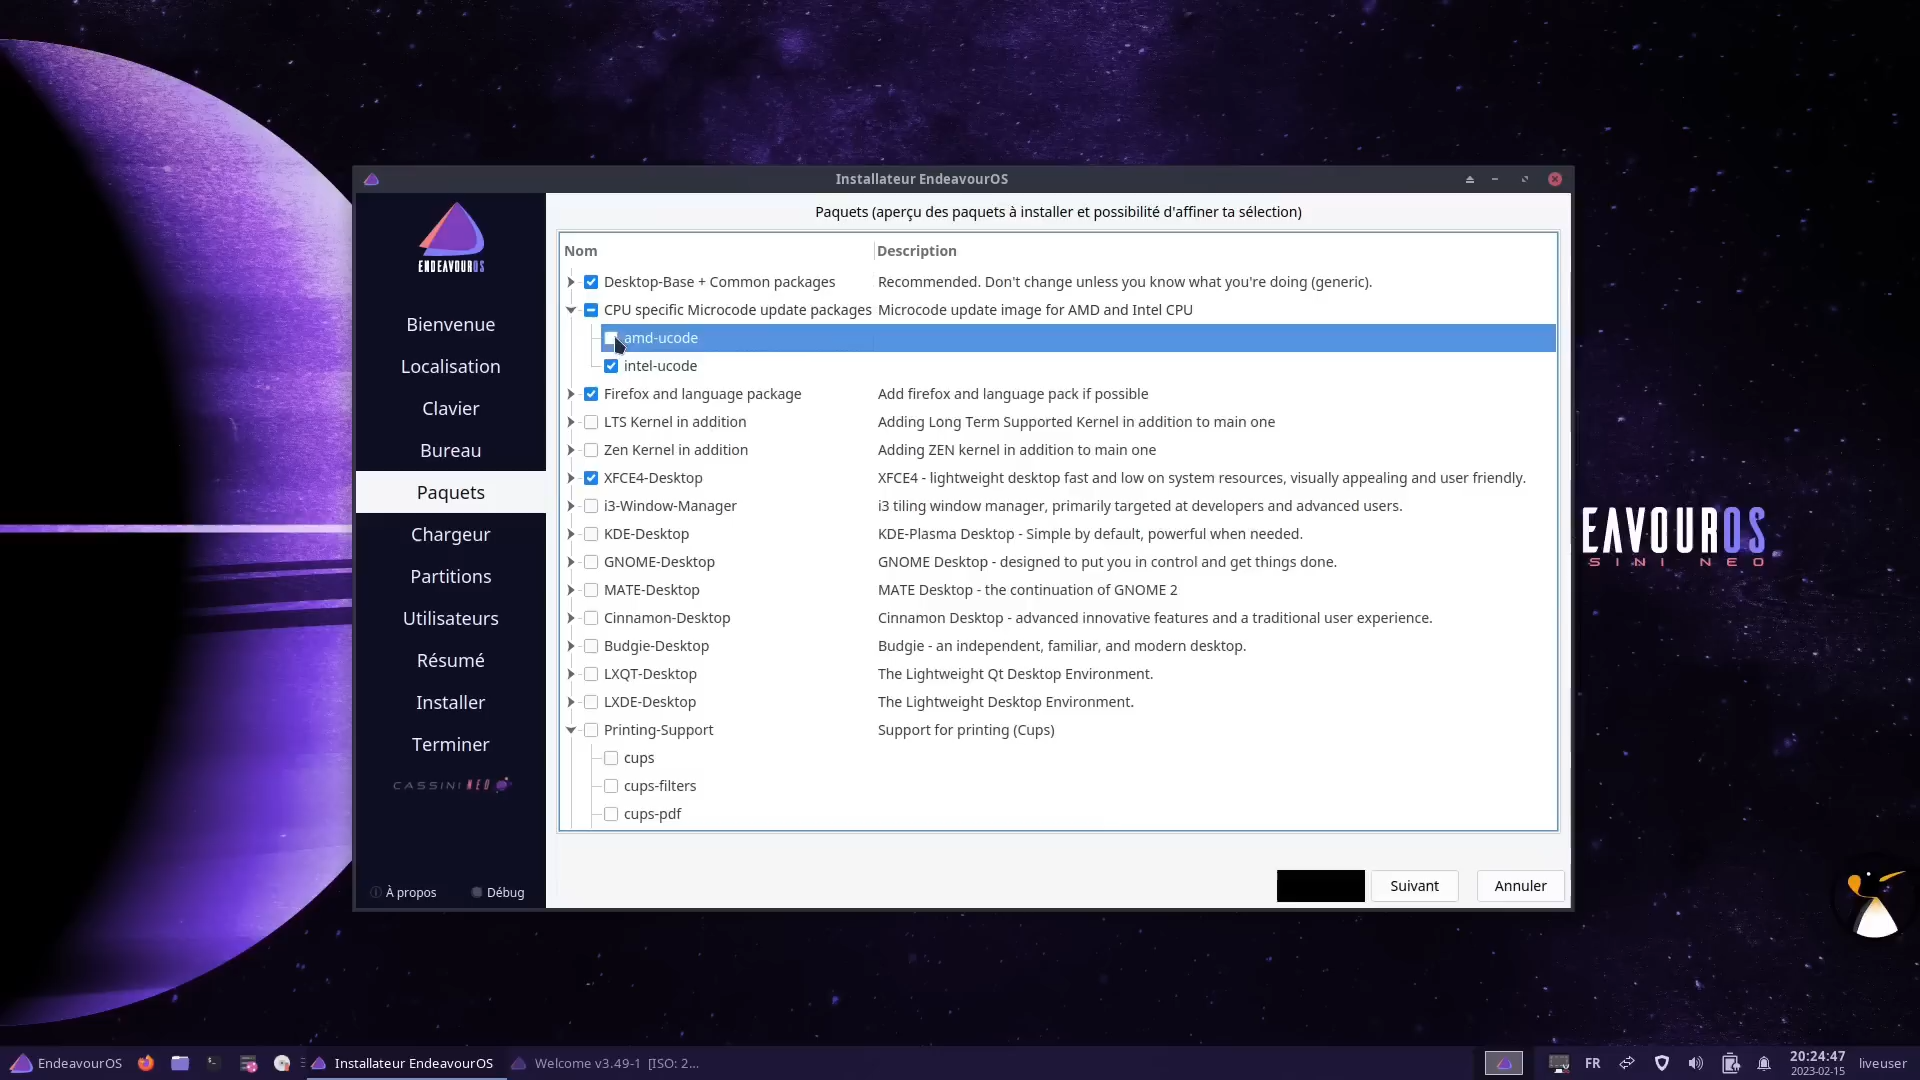 Installateur EndeavourOS
ENDEAVOUROS
Bienvenue
Localisation
Clavier
Bureau
Paquets
Chargeur
Partitions
Utilisateurs
Résumé
Installer
Terminer
CASSINI NEO
À propos
Débug
Paquets (aperçu des paquets à installer et possibilité d'affiner ta sélection)
Nom Description
Desktop-Base + Common packages Recommended. Don't change unless you know what you're doing (generic).
CPU specific Microcode update packages Microcode update image for AMD and Intel CPU
amd-ucode
intel-ucode
Firefox and language package Add firefox and language pack if possible
LTS Kernel in addition Adding Long Term Supported Kernel in addition to main one
Zen Kernel in addition Adding ZEN kernel in addition to main one
XFCE4-Desktop XFCE4 - lightweight desktop fast and low on system resources, visually appealing and user friendly.
i3-Window-Manager i3 tiling window manager, primarily targeted at developers and advanced users.
KDE-Desktop KDE-Plasma Desktop - Simple by default, powerful when needed.
GNOME-Desktop GNOME Desktop - designed to put you in control and get things done.
MATE-Desktop MATE Desktop - the continuation of GNOME 2
Cinnamon-Desktop Cinnamon Desktop - advanced innovative features and a traditional user experience.
Budgie-Desktop Budgie - an independent, familiar, and modern desktop.
LXQT-Desktop The Lightweight Qt Desktop Environment.
LXDE-Desktop The Lightweight Desktop Environment.
Printing-Support Support for printing (Cups)
cups
cups-filters
cups-pdf
Suivant
Annuler
EAVOUROS
SINI NEO
EndeavourOS
Installateur EndeavourOS
Welcome v3.49-1 [ISO: 2...
FR
20:24:47
2023-02-15
liveuser